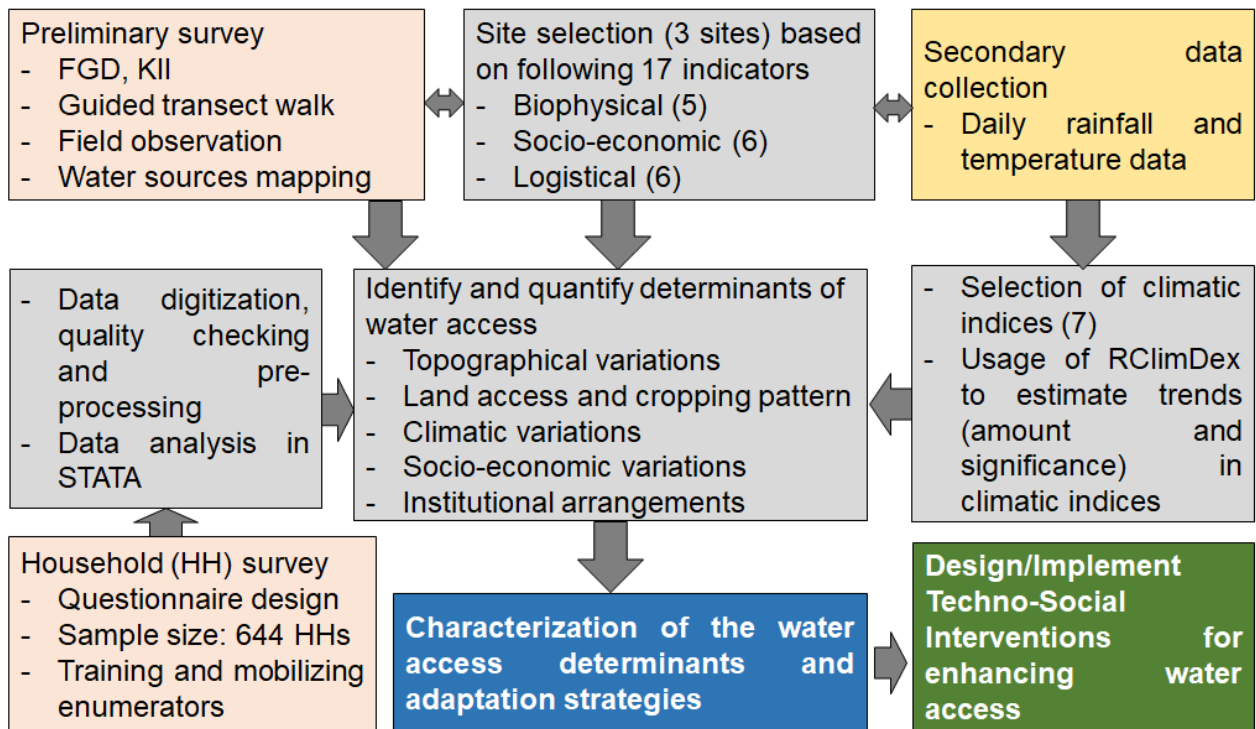 Preliminary survey
- FGD, KII
- Guided transect walk
- Field observation
- Water sources mapping
Site selection (3 sites) based
on following 17 indicators
- Biophysical (5)
- Socio-economic (6)
- Logistical (6)
Secondary data
collection
- Daily rainfall and
temperature data
- Data digitization,
quality checking
and pre-
processing
- Data analysis in
STATA
Identify and quantify determinants of
water access
- Topographical variations
- Land access and cropping pattern
- Climatic variations
- Socio-economic variations
- Institutional arrangements
- Selection of climatic
indices (7)
- Usage of RClimDex
to estimate trends
(amount and
significance) in
climatic indices
Household (HH) survey
- Questionnaire design
- Sample size: 644 HHs
- Training and mobilizing
enumerators
Characterization of the water
access determinants and
adaptation strategies
Design/Implement
Techno-Social
Interventions for
enhancing water
access